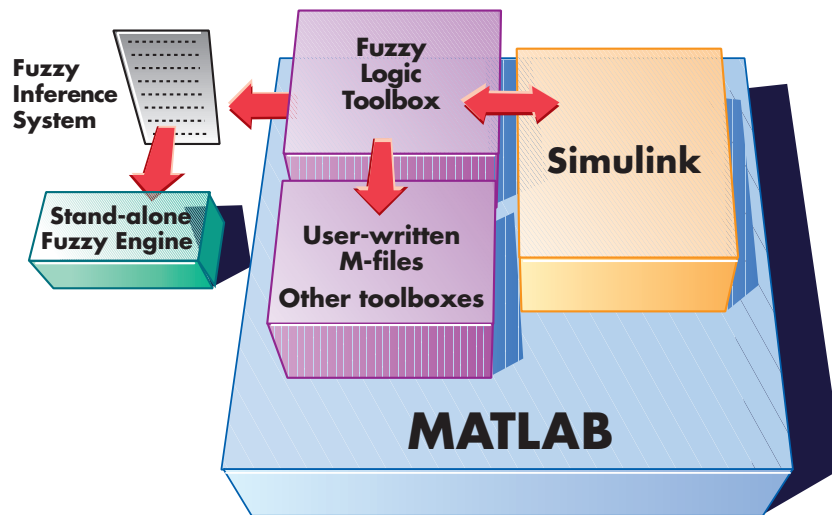 Fuzzy
Inference
System
Fuzzy
Logic
Toolbox
Simulink
Stand-alone
Fuzzy Engine
User-written
M-files
Other toolboxes
MATLAB